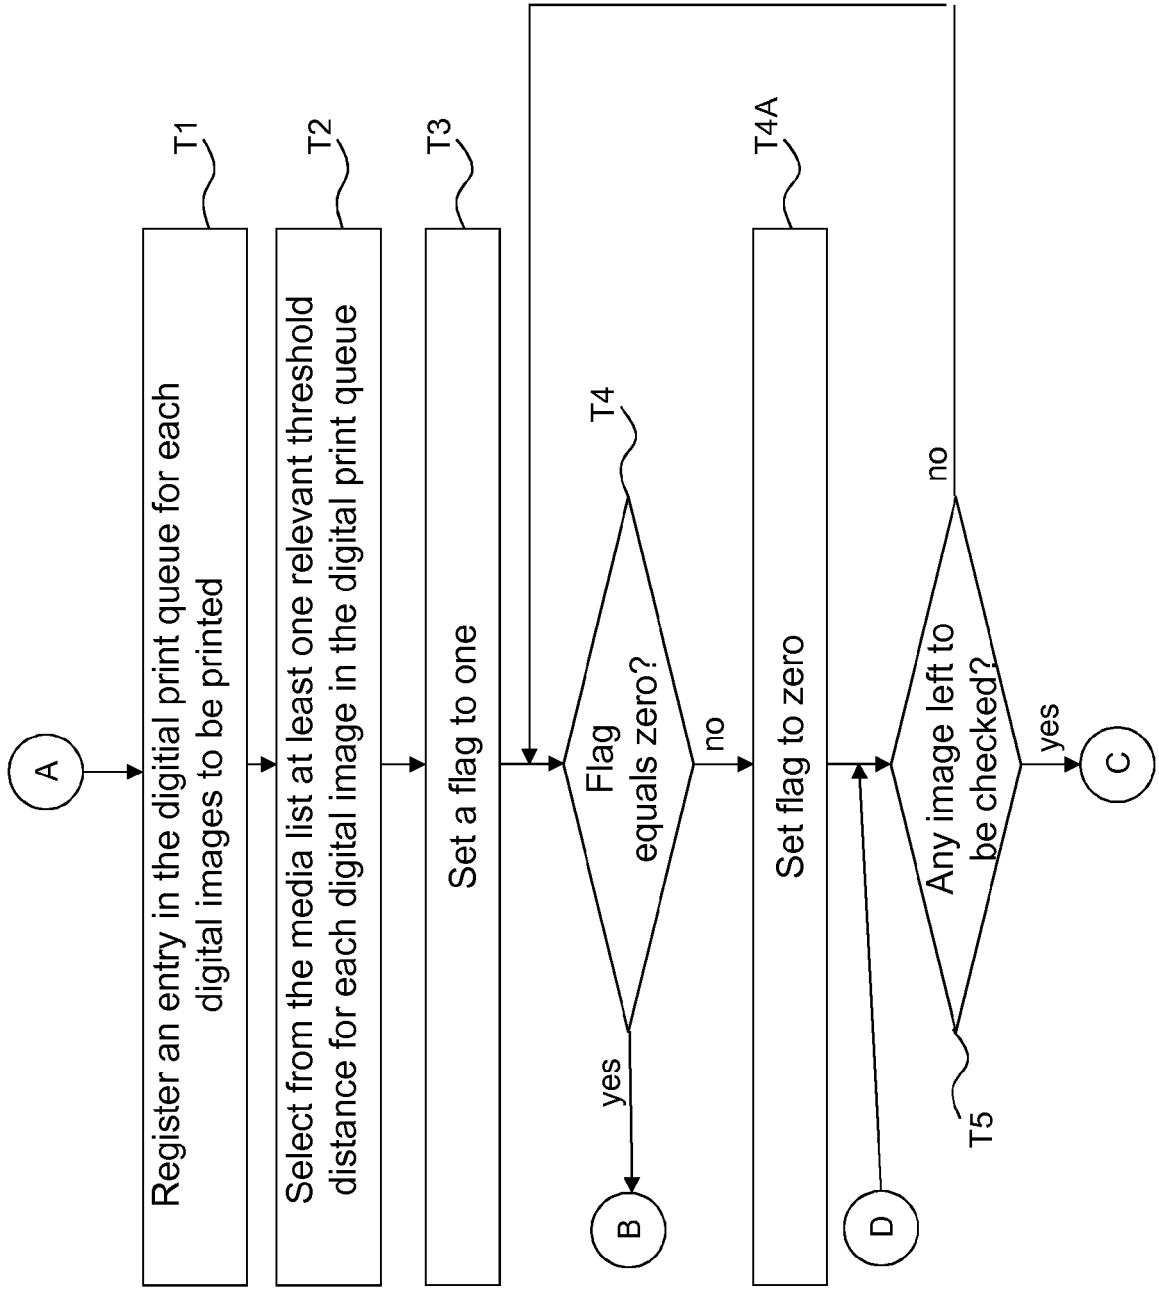 A
T1
Register an entry in the digitial print queue for each
digital images to be printed
T2
Select from the media list at least one relevant threshold
distance for each digital image in the digital print queue
T3
Set a flag to one
T4
Flag
equals zero?
yes
B
no
T4A
Set flag to zero
D
T5
Any image left to
be checked?
no
yes
C